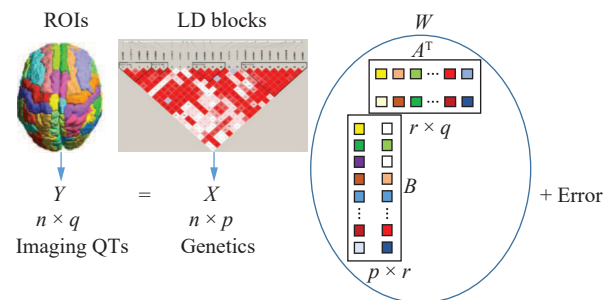 ROIs
LD blocks
W
Aᵀ
r × q
B
p × r
Y = X
n × q
n × p
Imaging QTs
Genetics
+ Error